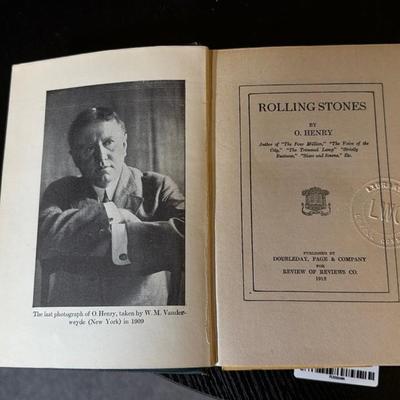 The last photograph of O. Henry, taken by W. M. Vander-
weyde (New York) in 1909
ROLLING STONES
BY
O. HENRY
Author of "The Four Million," "The Voice of the
City," "The Trimmed Lamp" "Strictly
Business," "Sixes and Sevens," Etc.
PUBLISHED BY
DOUBLEDAY, PAGE & COMPANY
FOR
REVIEW OF REVIEWS CO.
LWC